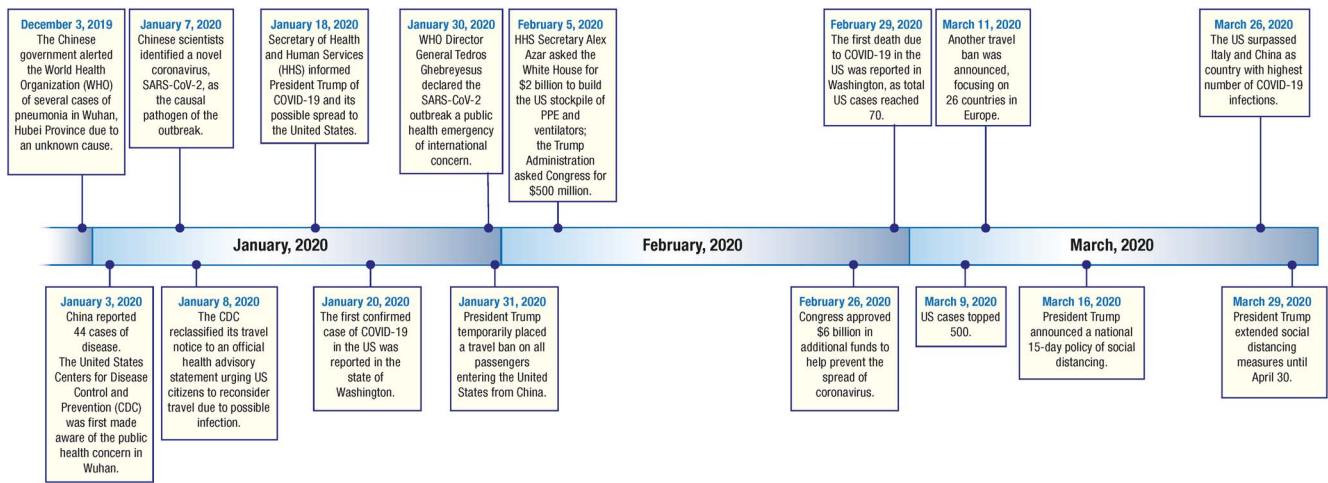 December 3, 2019
The Chinese
government alerted
the World Health
Organization (WHO)
of several cases of
pneumonia in Wuhan,
Hubei Province due to
an unknown cause.
January 7, 2020
Chinese scientists
identified a novel
coronavirus,
SARS-CoV-2, as
the causal
pathogen of the
outbreak.
January 18, 2020
Secretary of Health
and Human Services
(HHS) informed
President Trump of
COVID-19 and its
possible spread to
the United States.
January 30, 2020
WHO Director
General Tedros
Ghebreyesus
declared the
SARS-CoV-2
outbreak a public
health emergency
of international
concern.
February 5, 2020
HHS Secretary Alex
Azar asked the
White House for
$2 billion to build
the US stockpile of
PPE and
ventilators;
the Trump
Administration
asked Congress for
$500 million.
February 29, 2020
The first death due
to COVID-19 in the
US was reported in
Washington, as total
US cases reached
70.
March 11, 2020
Another travel
ban was
announced,
focusing on
26 countries in
Europe.
March 26, 2020
The US surpassed
Italy and China as
country with highest
number of COVID-19
infections.
January, 2020
February, 2020
March, 2020
January 3, 2020
China reported
44 cases of
disease.
The United States
Centers for Disease
Control and
Prevention (CDC)
was first made
aware of the public
health concern in
Wuhan.
January 8, 2020
The CDC
reclassified its travel
notice to an official
health advisory
statement urging US
citizens to reconsider
travel due to possible
infection.
January 20, 2020
The first confirmed
case of COVID-19
in the US was
reported in the
state of
Washington.
January 31, 2020
President Trump
temporarily placed
a travel ban on all
passengers
entering the United
States from China.
February 26, 2020
Congress approved
$6 billion in
additional funds to
help prevent the
spread of
coronavirus.
March 9, 2020
US cases topped
500.
March 16, 2020
President Trump
announced a national
15-day policy of social
distancing.
March 29, 2020
President Trump
extended social
distancing
measures until
April 30.